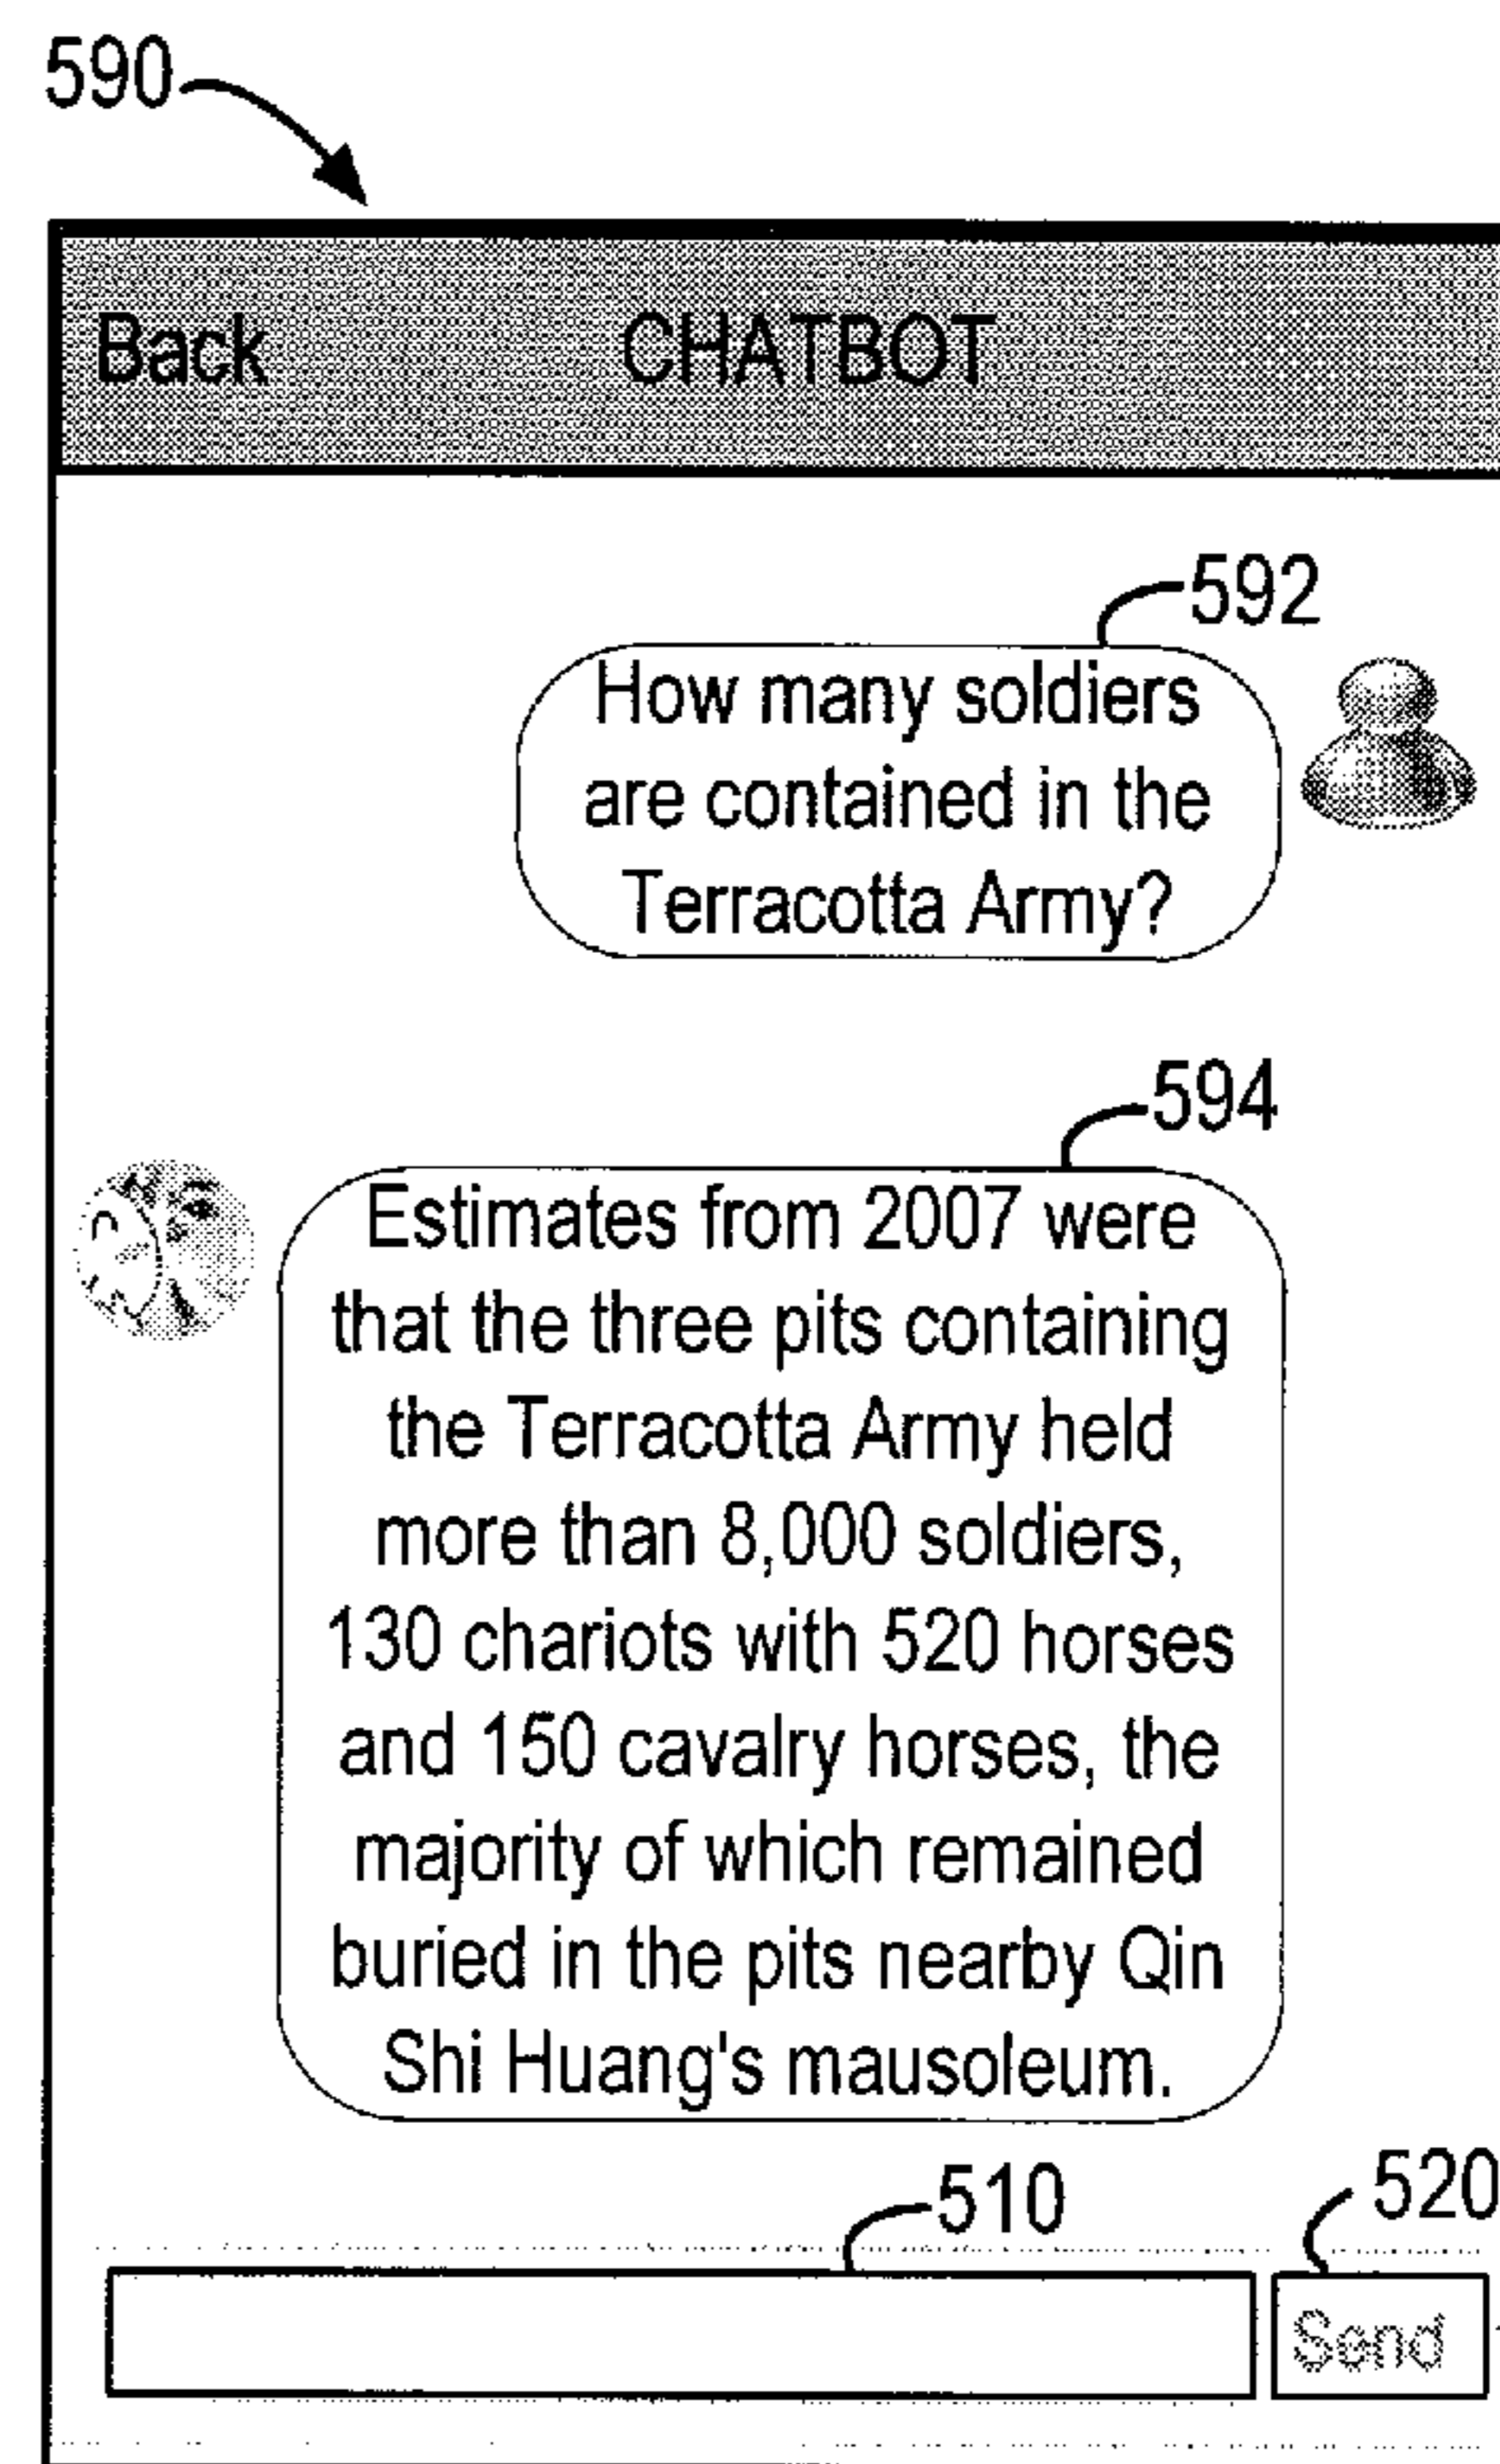 590
Back CHATBOT
592
How many soldiers
are contained in the
Terracotta Army?
594
Estimates from 2007 were
that the three pits containing
the Terracotta Army held
more than 8,000 soldiers,
130 chariots with 520 horses
and 150 cavalry horses, the
majority of which remained
buried in the pits nearby Qin
Shi Huang's mausoleum.
510 520
Send